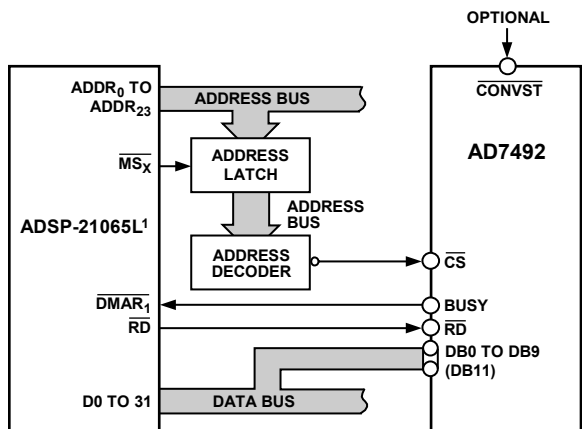 OPTIONAL
ADDR0 TO
ADDR23
ADDRESS BUS
CONVST
AD7492
MSX
ADDRESS
LATCH
ADSP-21065L1
ADDRESS
BUS
ADDRESS
DECODER
CS
DMAR1
BUSY
RD
RD
DB0 TO DB9
(DB11)
D0 TO 31
DATA BUS